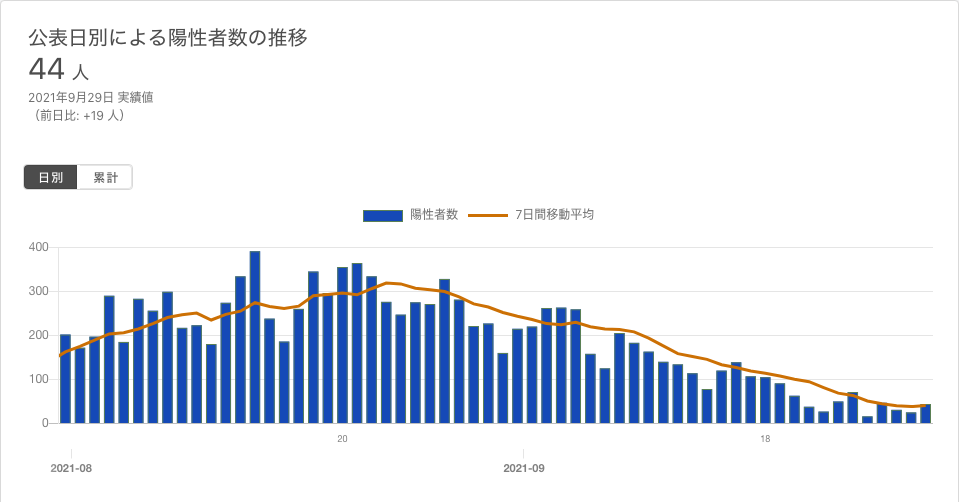 公表日別による陽性者数の推移
44 人
2021年9月29日 実績値
（前日比: +19 人）
日別 累計
陽性者数 7日間移動平均
400
300
200
100
0
20 18
2021-08 2021-09